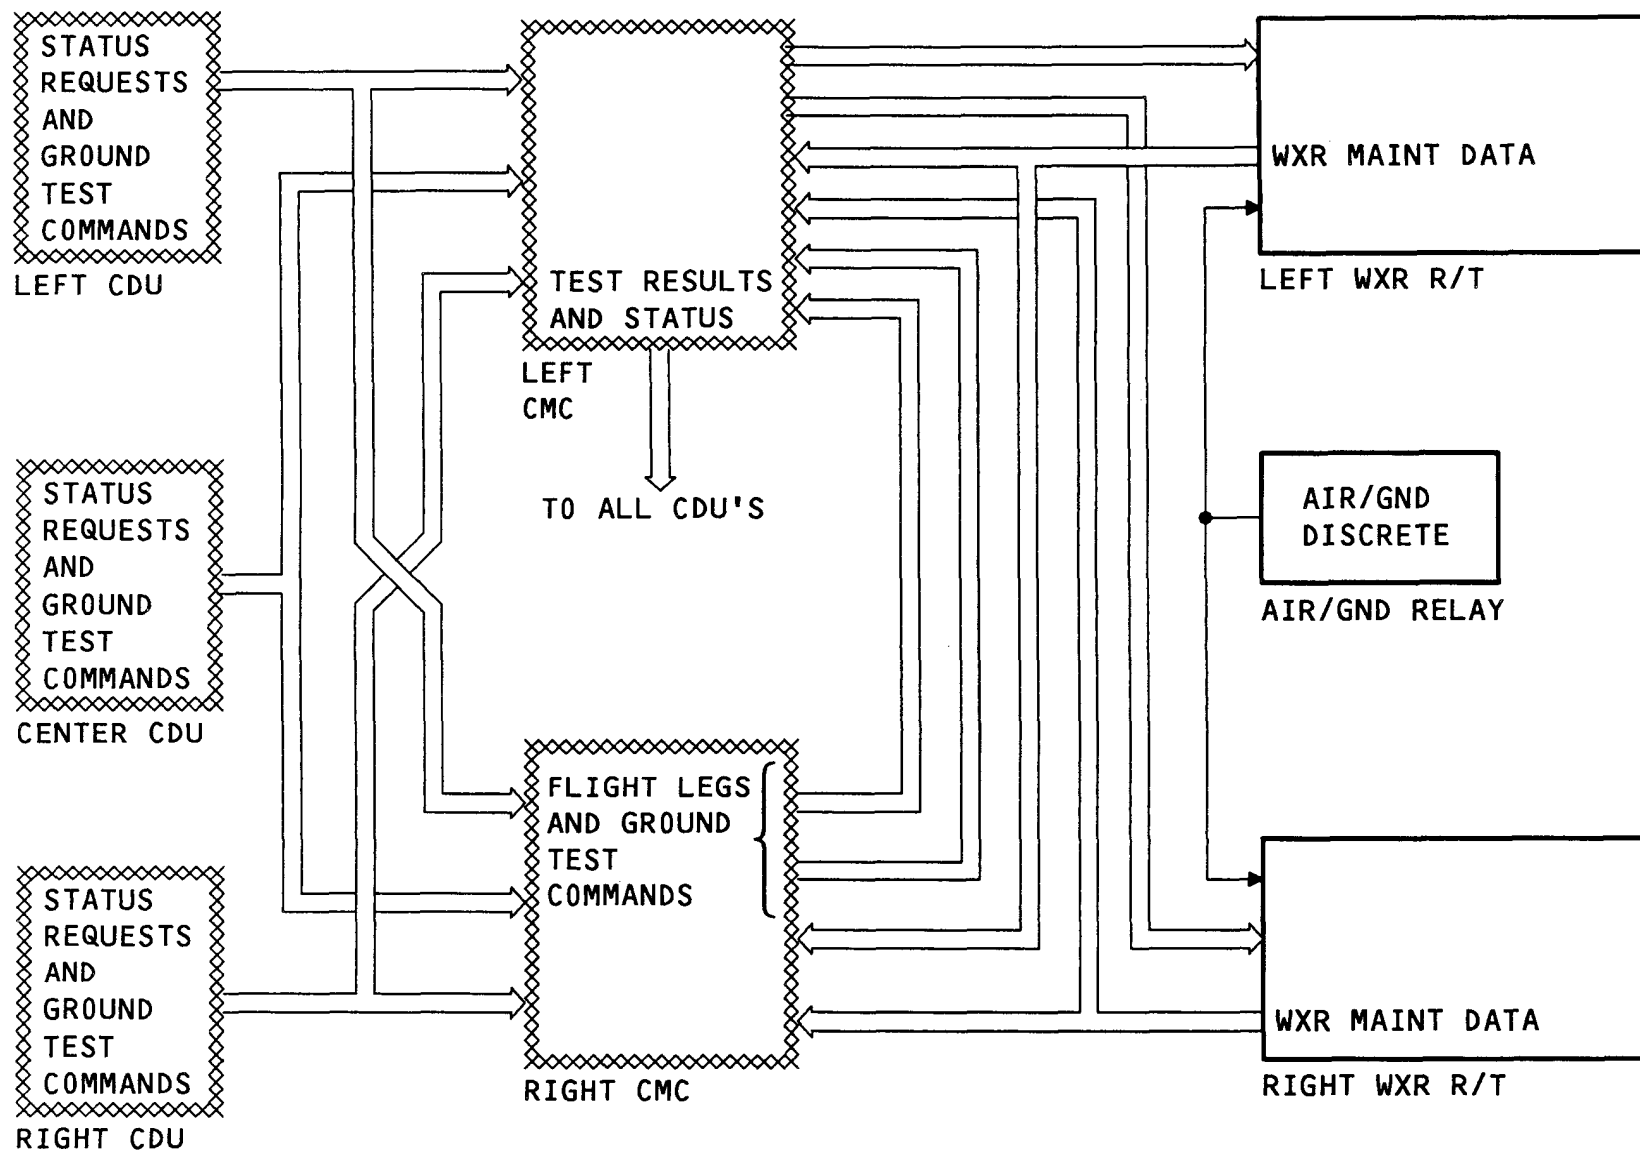 STATUS
REQUESTS
AND
GROUND
TEST
COMMANDS
LEFT CDU
STATUS
REQUESTS
AND
GROUND
TEST
COMMANDS
CENTER CDU
STATUS
REQUESTS
AND
GROUND
TEST
COMMANDS
RIGHT CDU
TEST RESULTS
AND STATUS
LEFT
CMC
TO ALL CDU'S
FLIGHT LEGS
AND GROUND
TEST
COMMANDS
RIGHT CMC
WXR MAINT DATA
LEFT WXR R/T
AIR/GND
DISCRETE
AIR/GND RELAY
WXR MAINT DATA
RIGHT WXR R/T